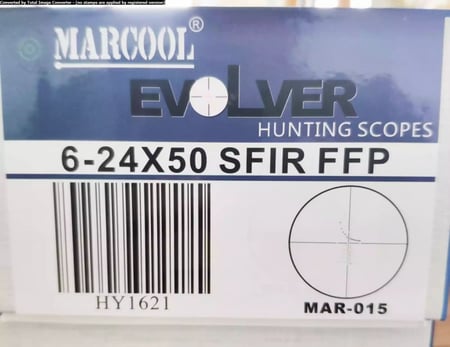 Converted by Total Image Converter - (no stamps are applied by registered version)
MARCOOL®
EVOLVER
HUNTING SCOPES
6-24X50 SFIR FFP
HY1621
MAR-015